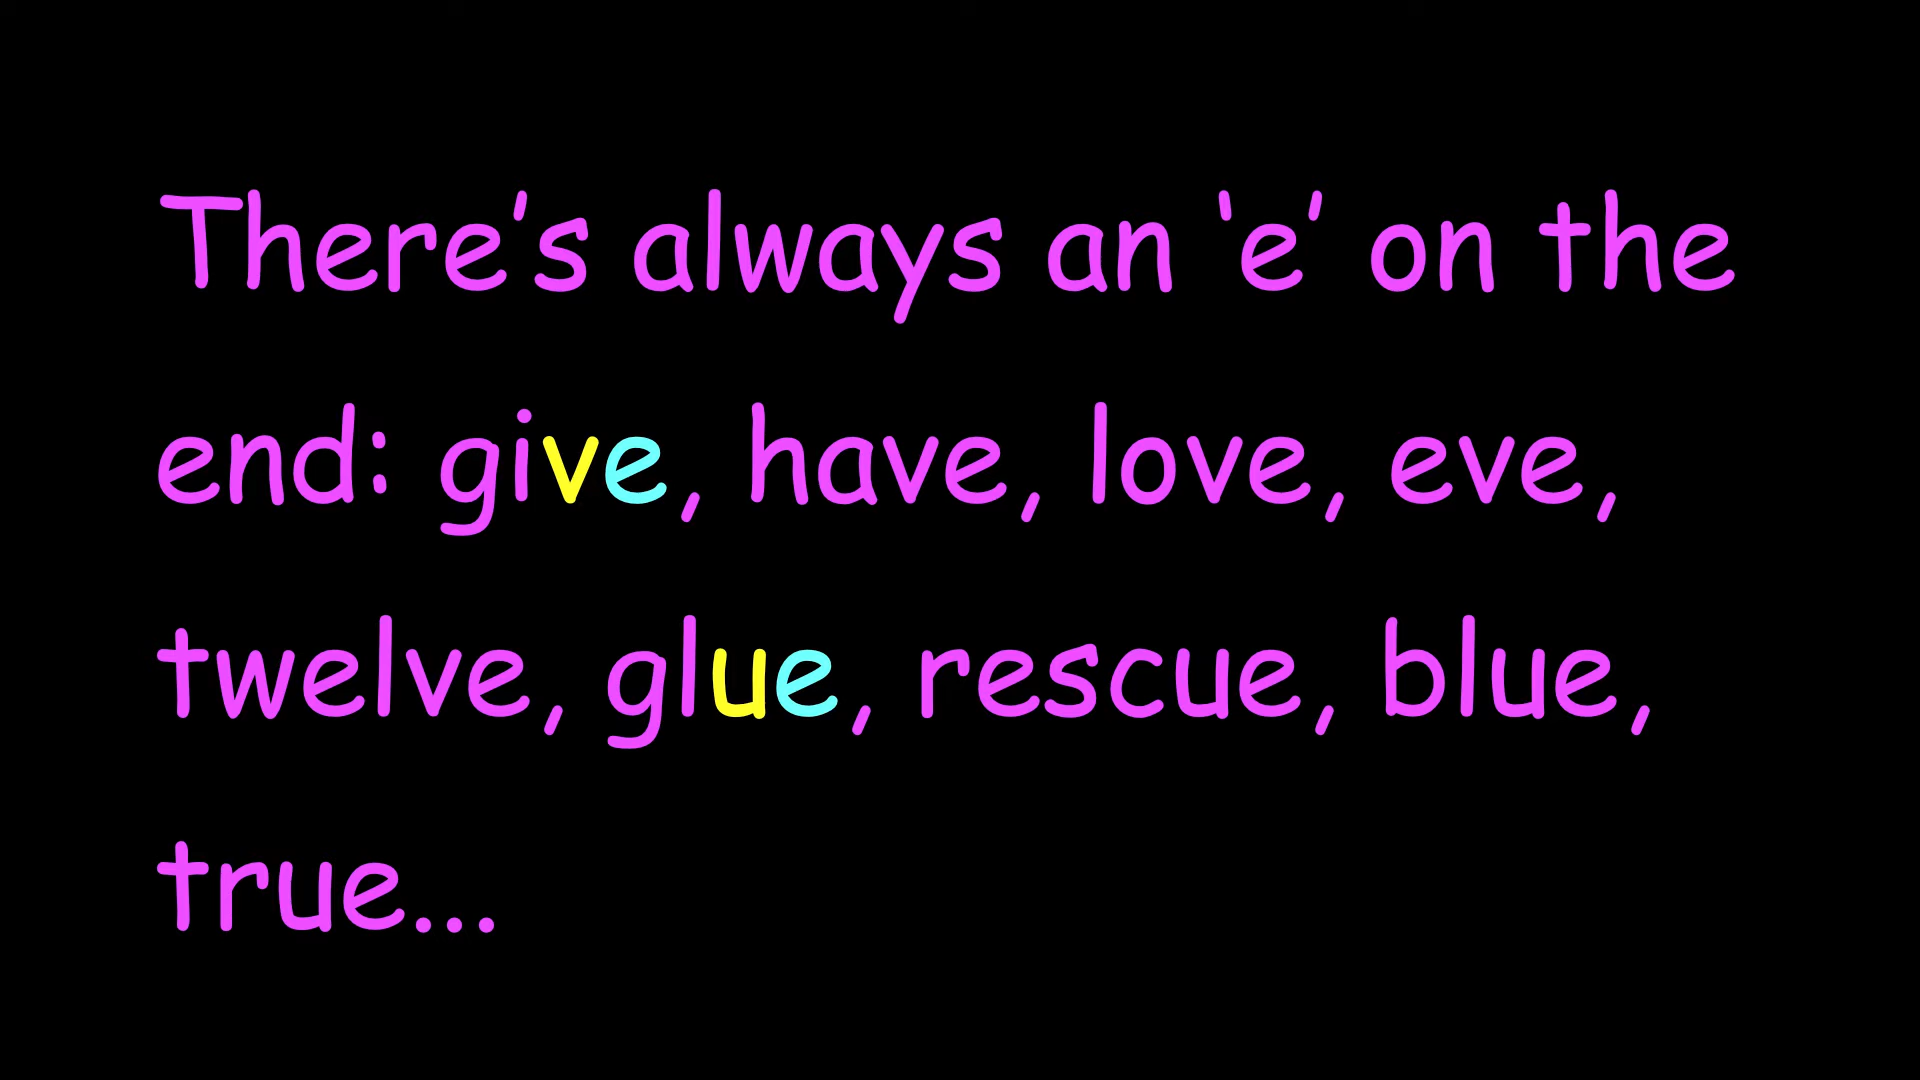 There's always an 'e' on the
end: give, have, love, eve,
twelve, glue, rescue, blue,
true...